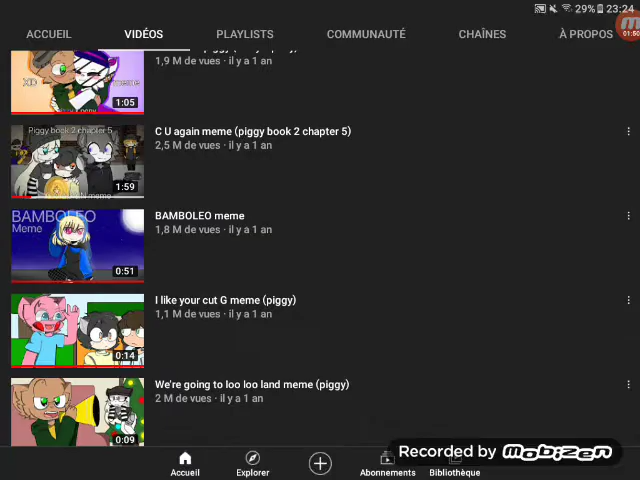 29% 23:24
1:50
ACCUEIL VIDÉOS PLAYLISTS COMMUNAUTÉ CHAÎNES À PROPOS
XD meme
1:05
1,9 M de vues · il y a 1 an
Piggy book 2 chapter 5
1:59
C U again meme (piggy book 2 chapter 5)
2,5 M de vues · il y a 1 an
BAMBOLEO
Meme
0:51
BAMBOLEO meme
1,8 M de vues · il y a 1 an
0:14
I like your cut G meme (piggy)
1,1 M de vues · il y a 1 an
0:09
We're going to loo loo land meme (piggy)
2 M de vues · il y a 1 an
Recorded by Mobizen
Accueil Explorer Abonnements Bibliothèque